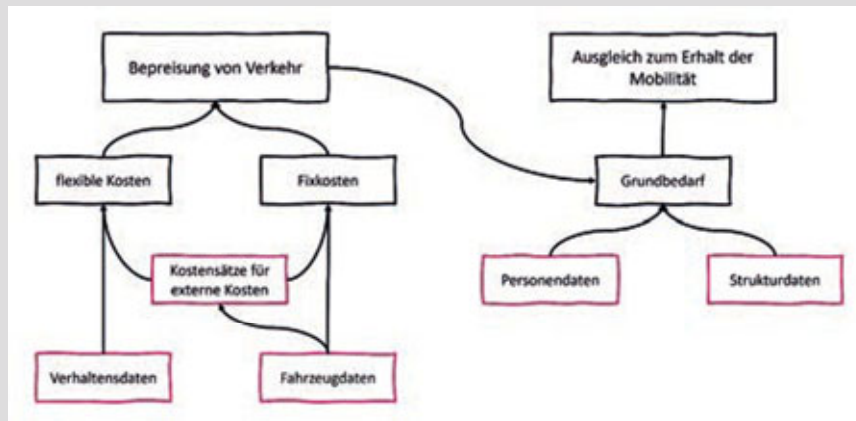 Bepreisung von Verkehr
Ausgleich zum Erhalt der
Mobilität
flexible Kosten
Fixkosten
Grundbedarf
Kostensätze für
externe Kosten
Personendaten
Strukturdaten
Verhaltensdaten
Fahrzeugdaten